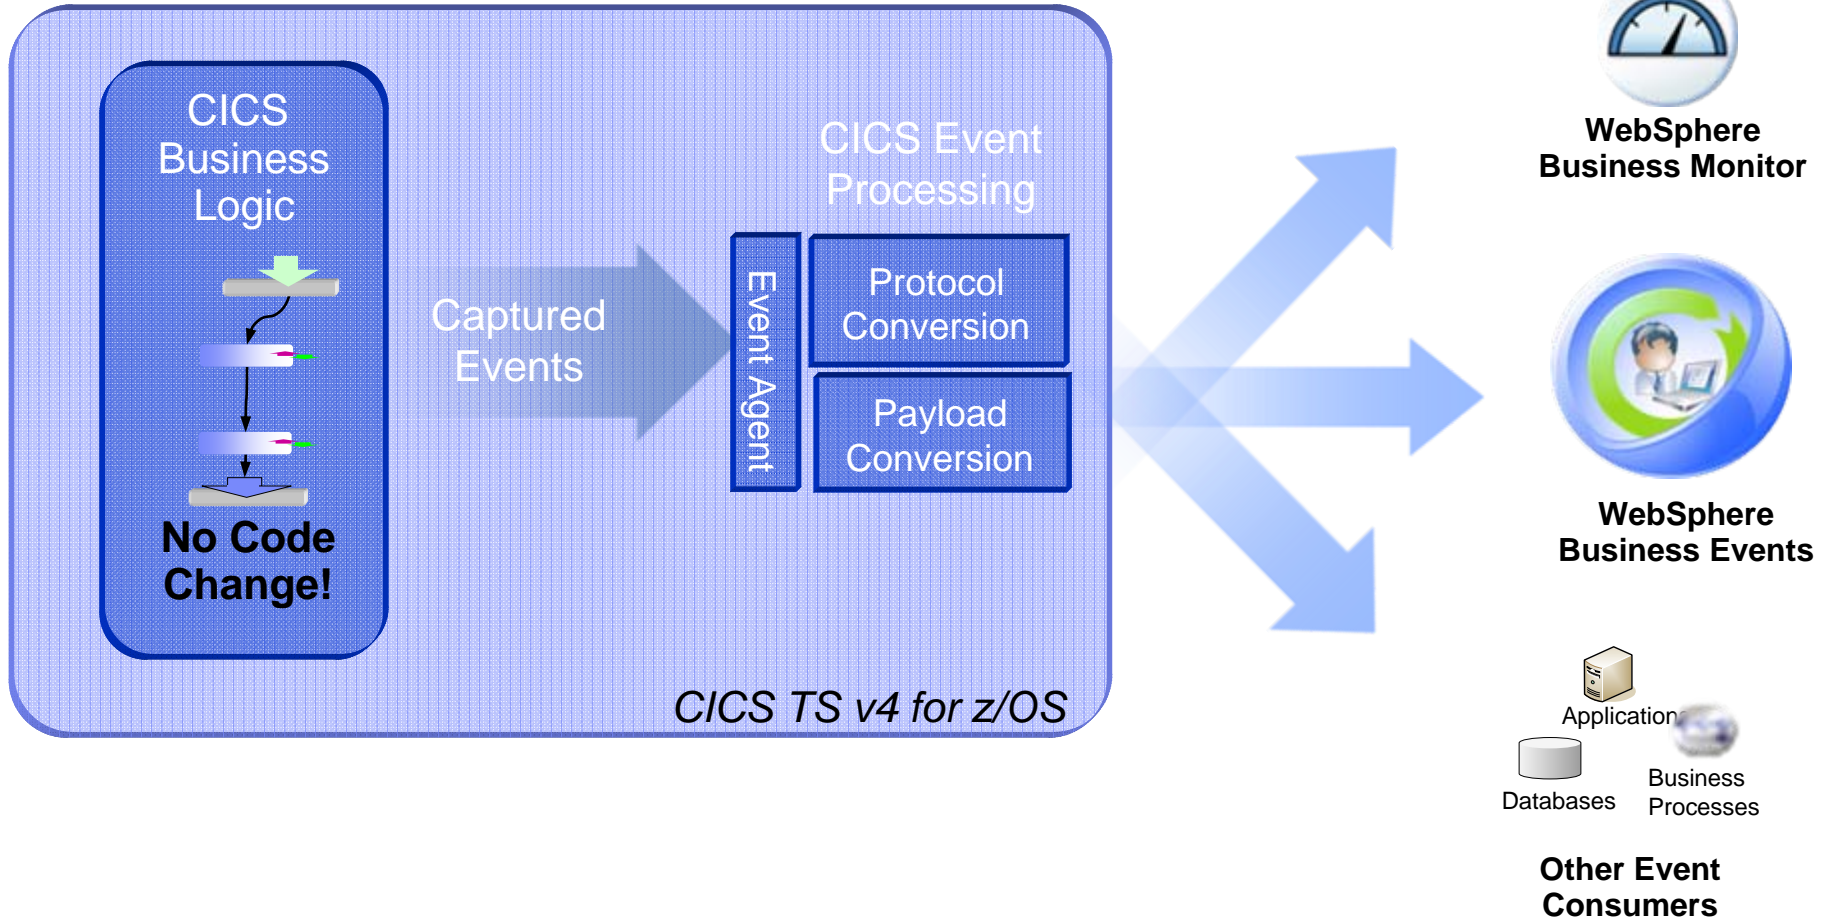 CICS
Business
Logic
No Code
Change!
Captured
Events
CICS Event
Processing
Event Agent
Protocol
Conversion
Payload
Conversion
CICS TS v4 for z/OS
WebSphere
Business Monitor
WebSphere
Business Events
Application
Databases
Business
Processes
Other Event
Consumers